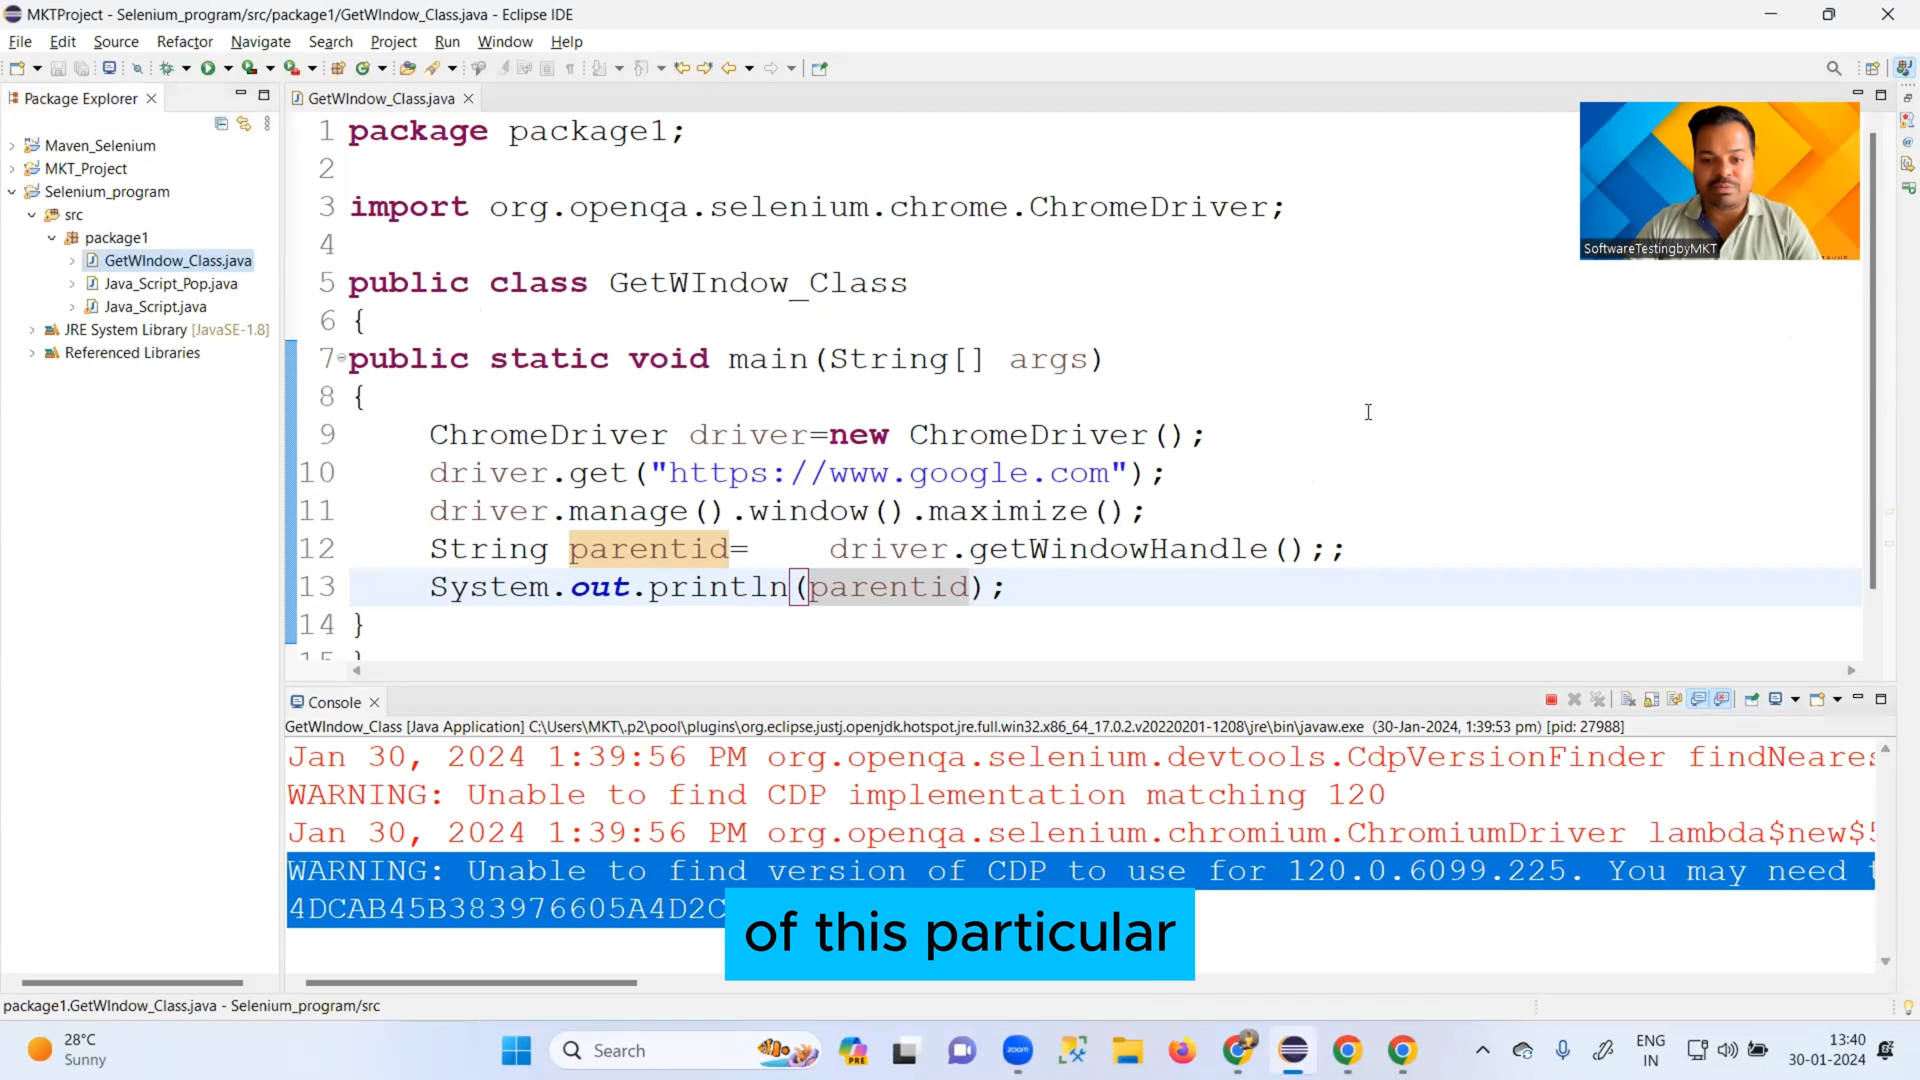 MKTProject - Selenium_program/src/package1/GetWIndow_Class.java - Eclipse IDE
File Edit Source Refactor Navigate Search Project Run Window Help
Package Explorer
GetWIndow_Class.java
Maven_Selenium
MKT_Project
Selenium_program
src
package1
GetWIndow_Class.java
Java_Script_Pop.java
Java_Script.java
JRE System Library [JavaSE-1.8]
Referenced Libraries
1 package package1;
2
3 import org.openqa.selenium.chrome.ChromeDriver;
4
5 public class GetWIndow_Class
6 {
7 public static void main(String[] args)
8 {
9 ChromeDriver driver=new ChromeDriver();
10 driver.get("https://www.google.com");
11 driver.manage().window().maximize();
12 String parentid= driver.getWindowHandle();;
13 System.out.println(parentid);
14 }
15 }
SoftwareTestingbyMKT
Console
GetWIndow_Class [Java Application] C:\Users\MKT\.p2\pool\plugins\org.eclipse.justj.openjdk.hotspot.jre.full.win32.x86_64_17.0.2.v20220201-1208\jre\bin\javaw.exe (30-Jan-2024, 1:39:53 pm) [pid: 27988]
Jan 30, 2024 1:39:56 PM org.openqa.selenium.devtools.CdpVersionFinder findNeares
WARNING: Unable to find CDP implementation matching 120
Jan 30, 2024 1:39:56 PM org.openqa.selenium.chromium.ChromiumDriver lambda$new$5
WARNING: Unable to find version of CDP to use for 120.0.6099.225. You may need
4DCAB45B383976605A4D2C
of this particular
package1.GetWIndow_Class.java - Selenium_program/src
28°C
Sunny
Search
PRE
zoom
ENG
IN
13:40
30-01-2024